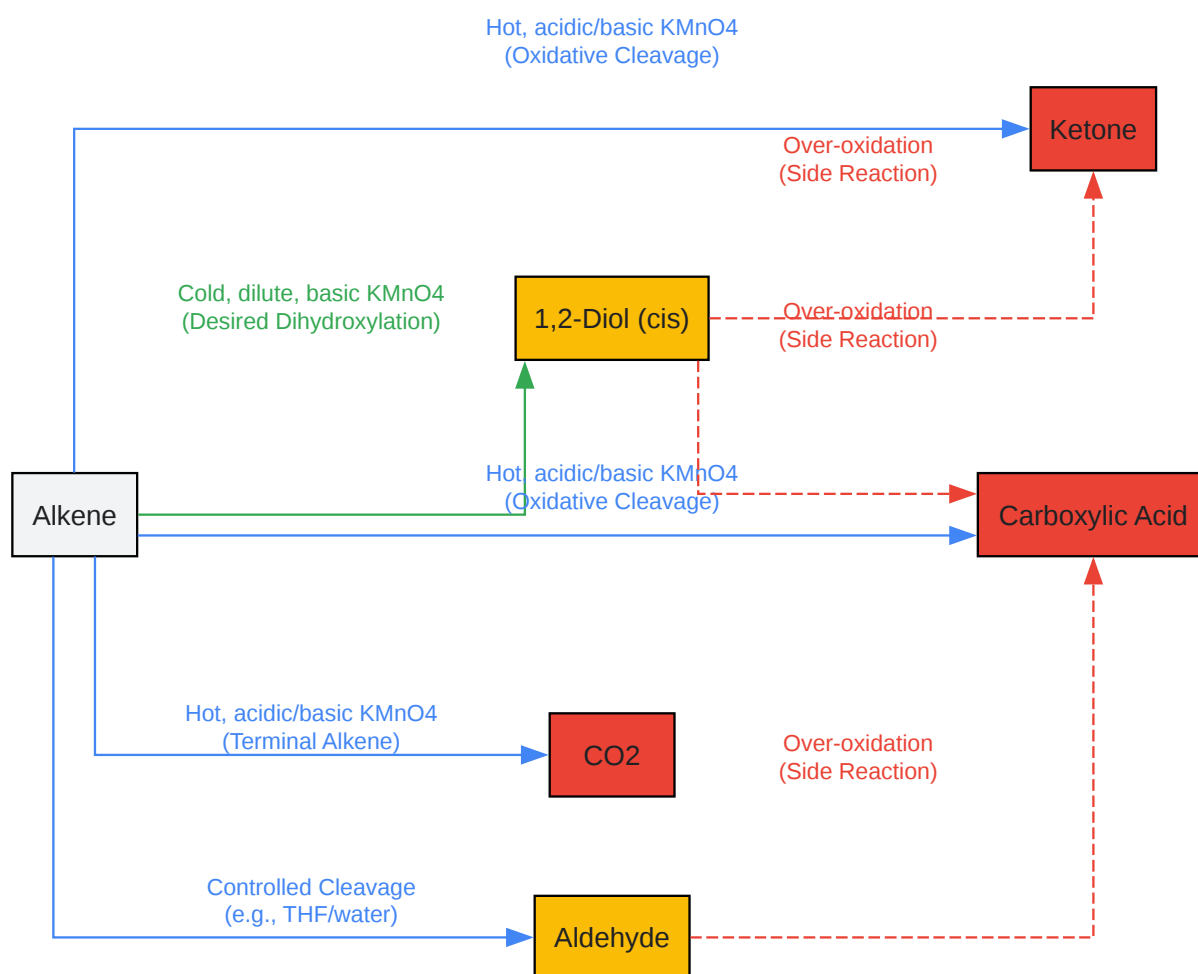 Hot, acidic/basic KMnO4
(Oxidative Cleavage)
Ketone
Over-oxidation
(Side Reaction)
Cold, dilute, basic KMnO4
(Desired Dihydroxylation)
1,2-Diol (cis)
Over-oxidation
(Side Reaction)
Alkene
Hot, acidic/basic KMnO4
(Oxidative Cleavage)
Carboxylic Acid
Hot, acidic/basic KMnO4
(Terminal Alkene)
CO2
Over-oxidation
(Side Reaction)
Controlled Cleavage
(e.g., THF/water)
Aldehyde